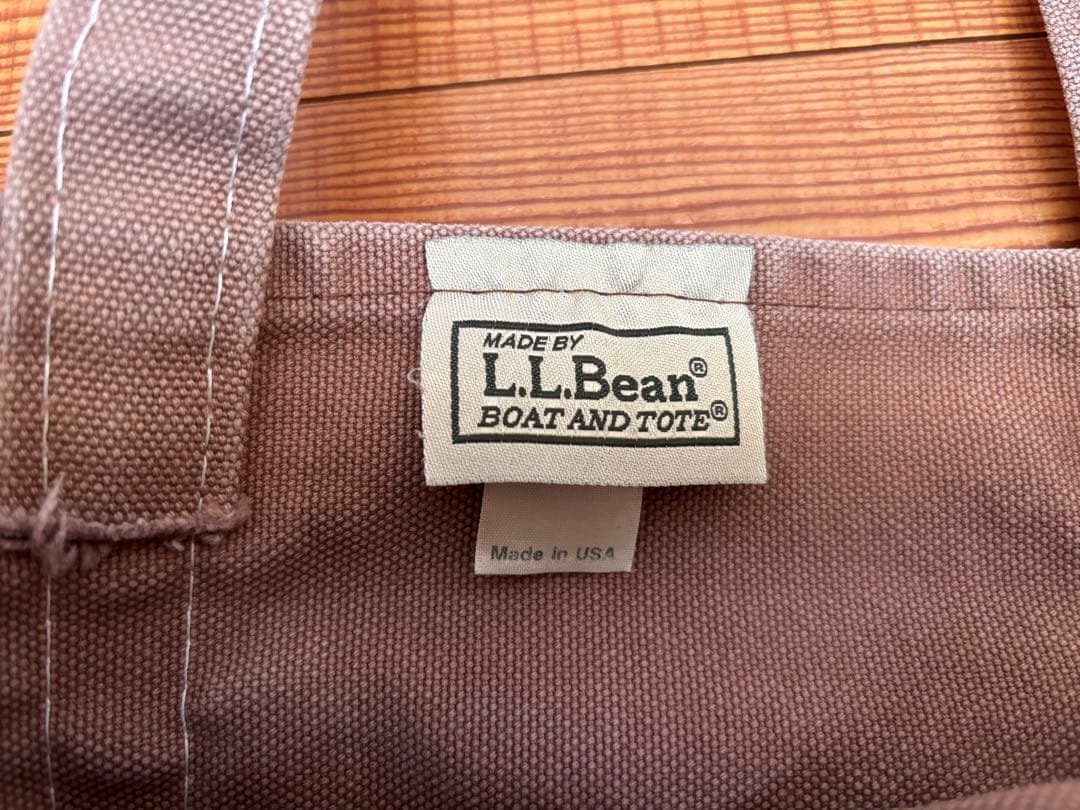 MADE BY
L.L.Bean®
BOAT AND TOTE®
Made in USA